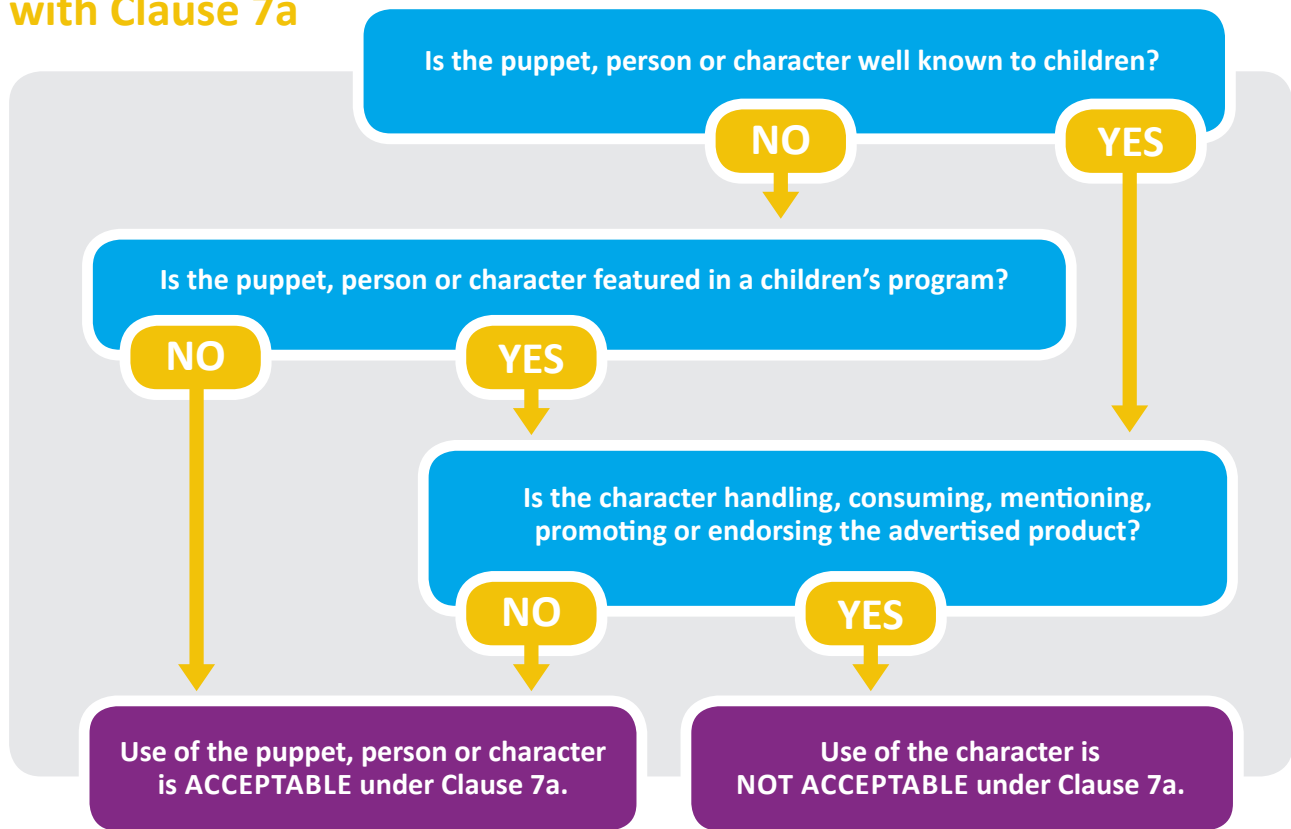 with Clause 7a
Is the puppet, person or character well known to children?
NO
YES
Is the puppet, person or character featured in a children's program?
NO
YES
Is the character handling, consuming, mentioning,
promoting or endorsing the advertised product?
NO
YES
Use of the puppet, person or character
is ACCEPTABLE under Clause 7a.
Use of the character is
NOT ACCEPTABLE under Clause 7a.